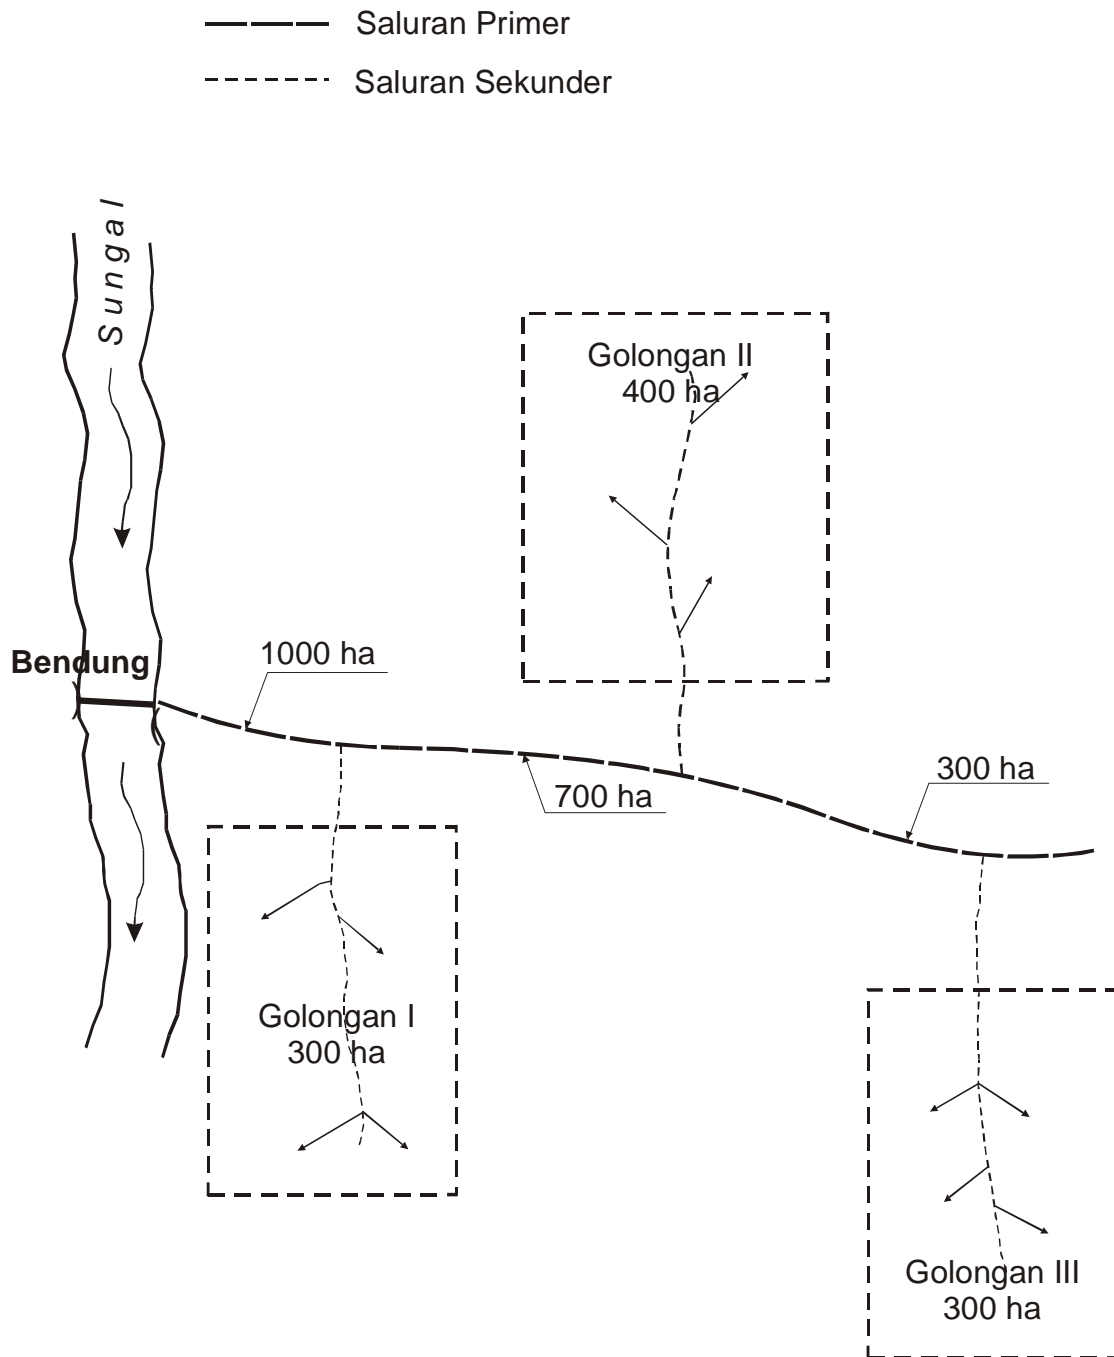 Saluran Primer
Saluran Sekunder
SungaI
Golongan II
400 ha
Bendung
1000 ha
700 ha
300 ha
Golongan I
300 ha
Golongan III
300 ha